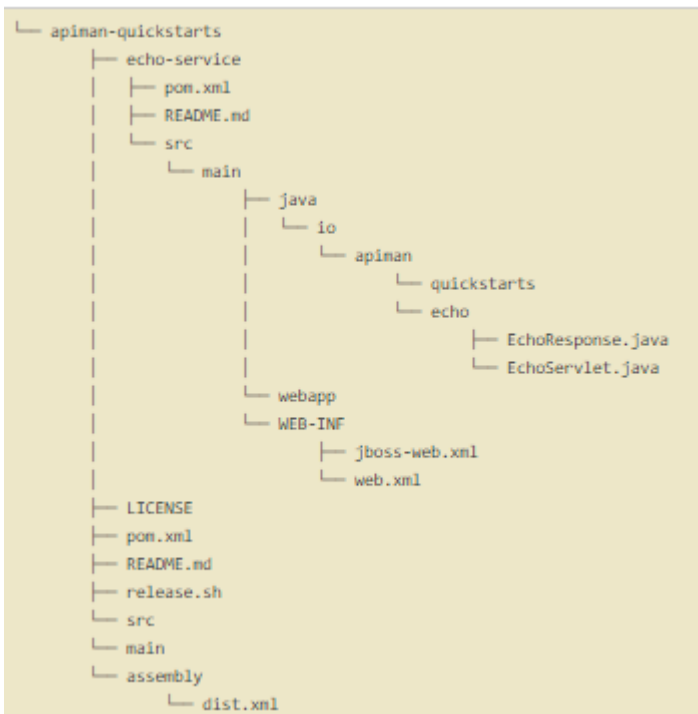 └── apiman-quickstarts
├── echo-service
│ ├── pom.xml
│ ├── README.md
│ └── src
│ └── main
│ ├── java
│ │ └── io
│ │ └── apiman
│ │ └── quickstarts
│ │ └── echo
│ │ ├── EchoResponse.java
│ │ └── EchoServlet.java
│ └── webapp
│ └── WEB-INF
│ ├── jboss-web.xml
│ └── web.xml
├── LICENSE
├── pom.xml
├── README.md
├── release.sh
└── src
└── main
└── assembly
└── dist.xml